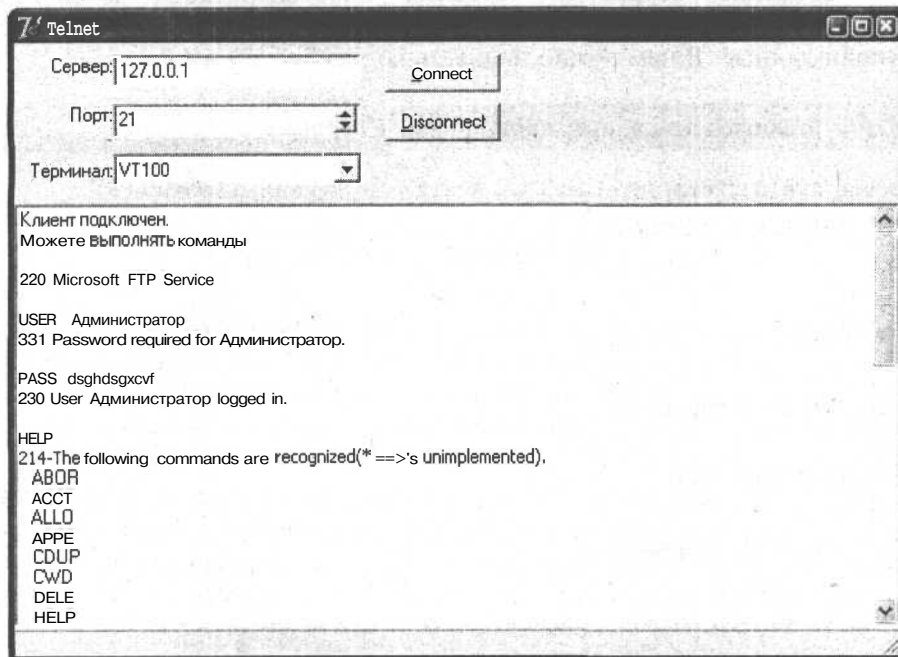 Telnet
Сервер: 127.0.0.1
Connect
Порт: 21
Disconnect
Терминал: VT100
Клиент подключен.
Можете выполнять команды
220 Microsoft FTP Service
USER Администратор
331 Password required for Администратор.
PASS dsghdsgxcvf
230 User Администратор logged in.
HELP
214-The following commands are recognized(* ==>'s unimplemented).
ABOR
ACCT
ALLO
APPE
CDUP
CWD
DELE
HELP